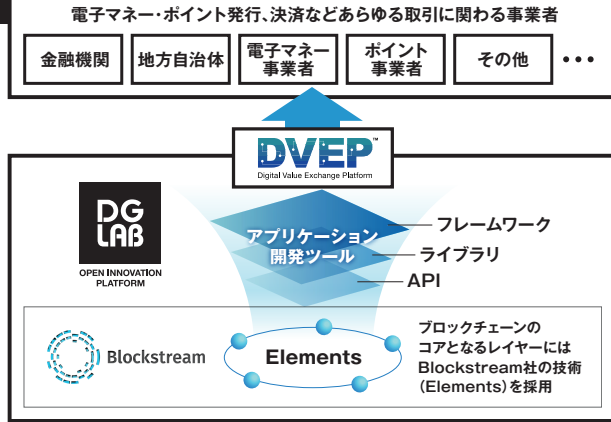 電子マネー・ポイント発行、決済などあらゆる取引に関わる事業者
金融機関
地方自治体
電子マネー
事業者
ポイント
事業者
その他
•••
DVEP™
Digital Value Exchange Platform
DG
LAB
OPEN INNOVATION
PLATFORM
アプリケーション
開発ツール
フレームワーク
ライブラリ
API
Blockstream
Elements
ブロックチェーンの
コアとなるレイヤーには
Blockstream社の技術
(Elements)を採用